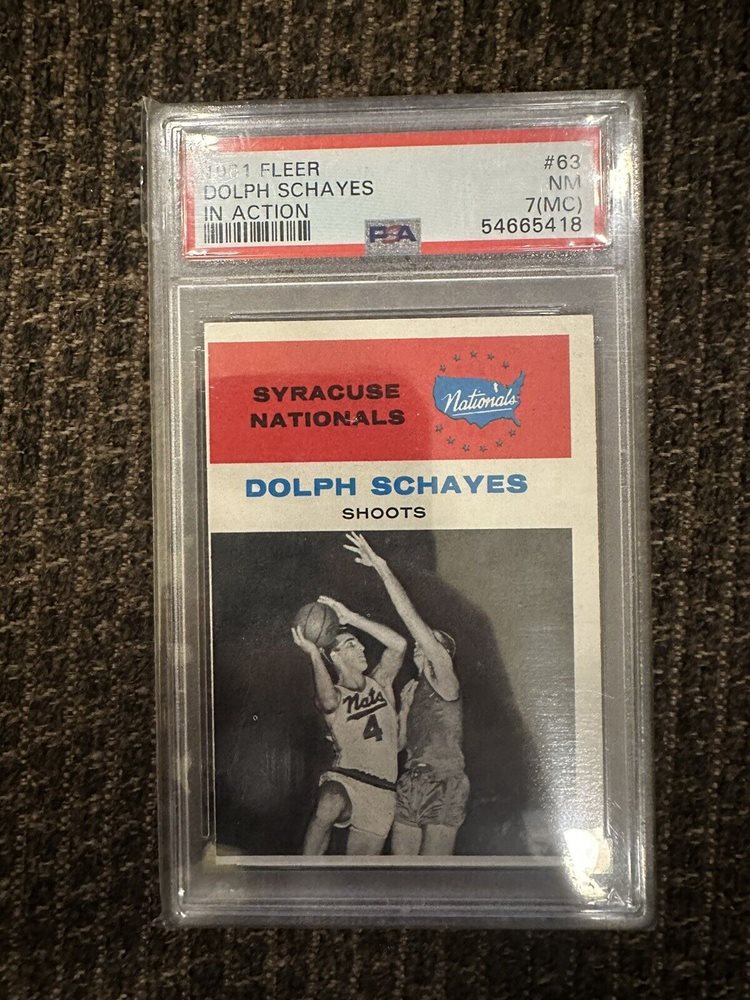 1961 FLEER
DOLPH SCHAYES
IN ACTION
#63
NM
7(MC)
54665418
PSA
SYRACUSE
NATIONALS
Nationals
DOLPH SCHAYES
SHOOTS
Nats
4